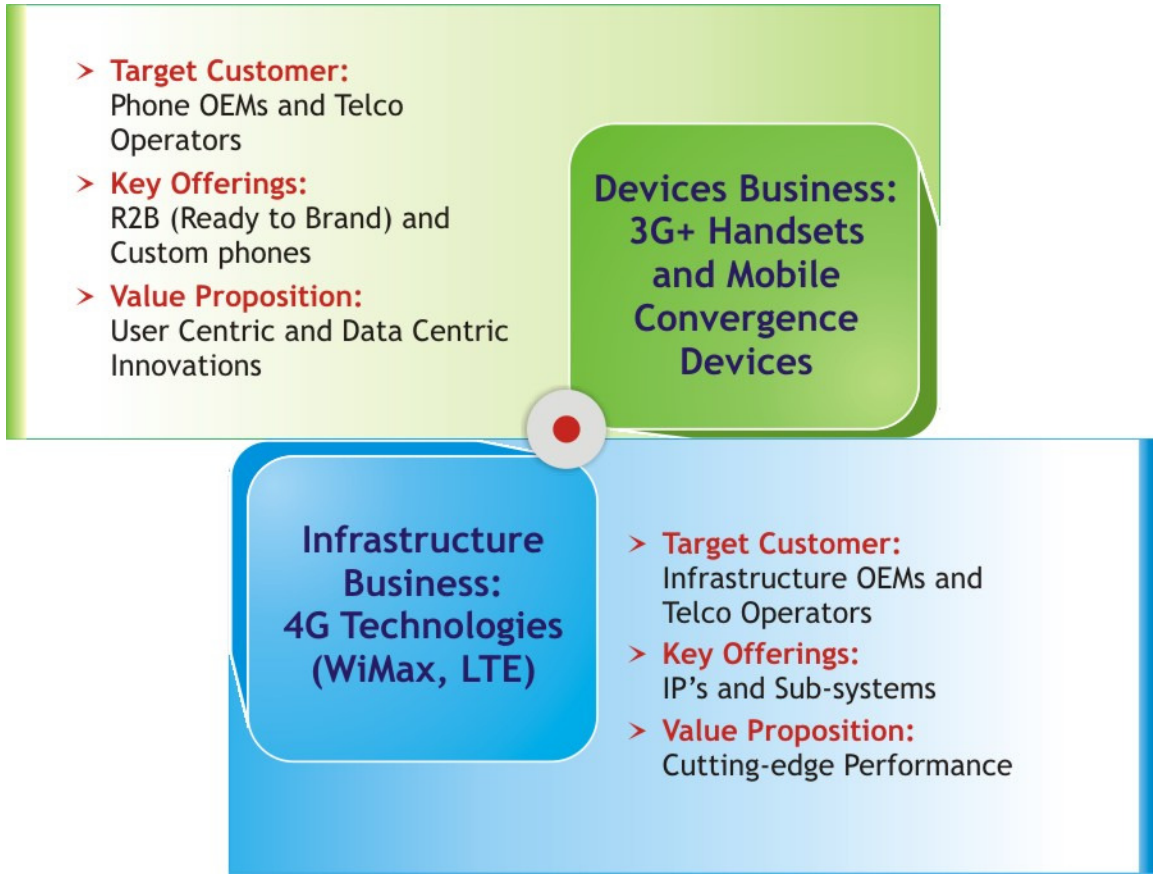 ➢ Target Customer:
Phone OEMs and Telco
Operators
➢ Key Offerings:
R2B (Ready to Brand) and
Custom phones
➢ Value Proposition:
User Centric and Data Centric
Innovations
Devices Business:
3G+ Handsets
and Mobile
Convergence
Devices
Infrastructure
Business:
4G Technologies
(WiMax, LTE)
➢ Target Customer:
Infrastructure OEMs and
Telco Operators
➢ Key Offerings:
IP’s and Sub-systems
➢ Value Proposition:
Cutting-edge Performance